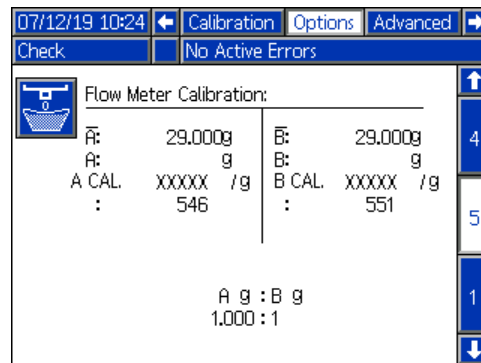 07/12/19 10:24 Calibration Options Advanced
Check No Active Errors
Flow Meter Calibration:
A̅: 29.000g B̅: 29.000g
A: g B: g
A CAL. XXXXX /g B CAL. XXXXX /g
: 546 : 551
A g :B g
1.000:1
4
5
1